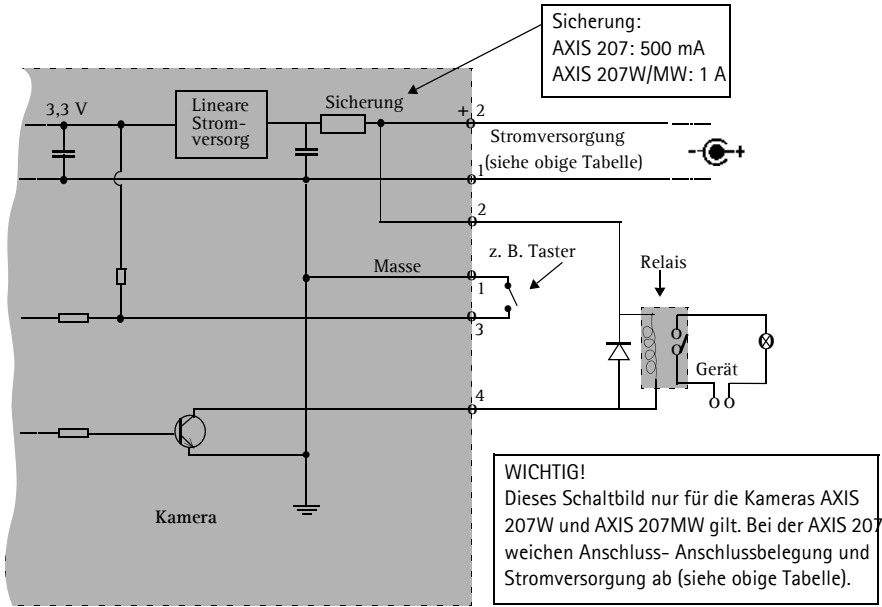 Sicherung:
AXIS 207: 500 mA
AXIS 207W/MW: 1 A
3,3 V
Lineare
Strom-
versorg
Sicherung
+ 2
Stromversorgung
(siehe obige Tabelle)
- +
1
2
z. B. Taster
Masse
1
Relais
3
Gerät
4
Kamera
WICHTIG!
Dieses Schaltbild nur für die Kameras AXIS
207W und AXIS 207MW gilt. Bei der AXIS 207
weichen Anschluss- Anschlussbelegung und
Stromversorgung ab (siehe obige Tabelle).